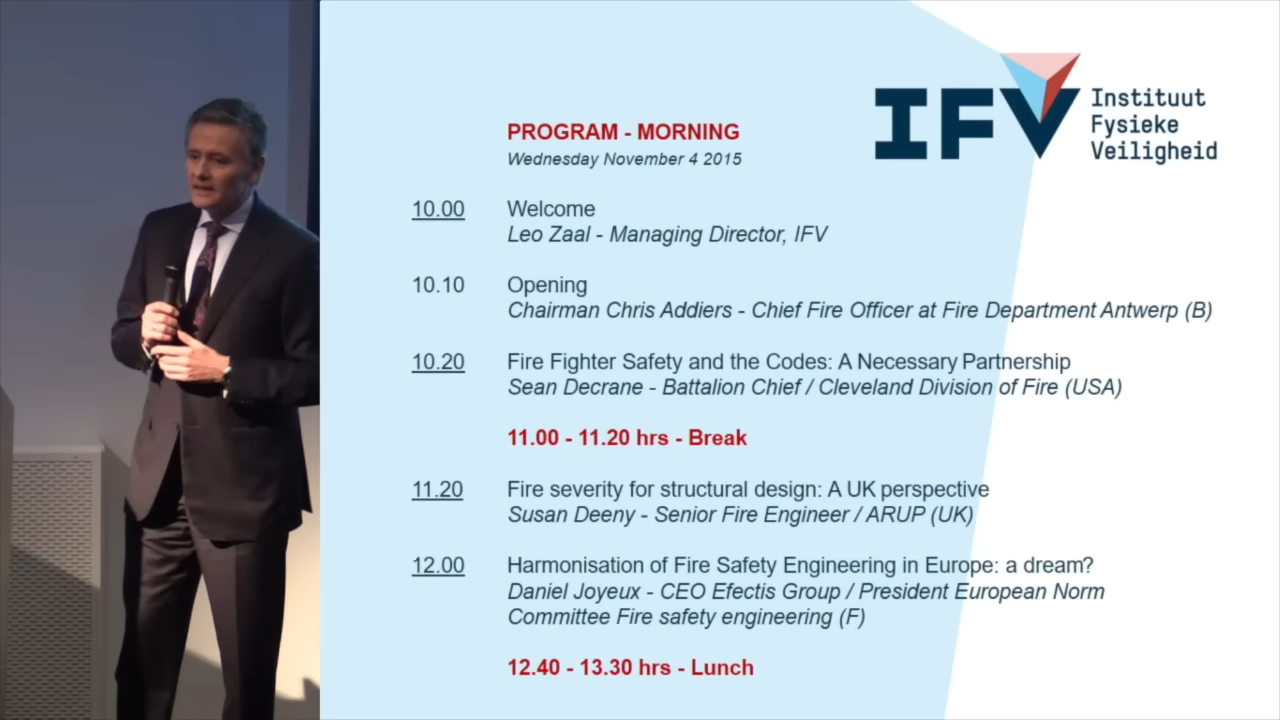 IFV Instituut
Fysieke
Veiligheid
PROGRAM - MORNING
Wednesday November 4 2015
10.00 Welcome
Leo Zaal - Managing Director, IFV
10.10 Opening
Chairman Chris Addiers - Chief Fire Officer at Fire Department Antwerp (B)
10.20 Fire Fighter Safety and the Codes: A Necessary Partnership
Sean Decrane - Battalion Chief / Cleveland Division of Fire (USA)
11.00 - 11.20 hrs - Break
11.20 Fire severity for structural design: A UK perspective
Susan Deeny - Senior Fire Engineer / ARUP (UK)
12.00 Harmonisation of Fire Safety Engineering in Europe: a dream?
Daniel Joyeux - CEO Efectis Group / President European Norm
Committee Fire safety engineering (F)
12.40 - 13.30 hrs - Lunch